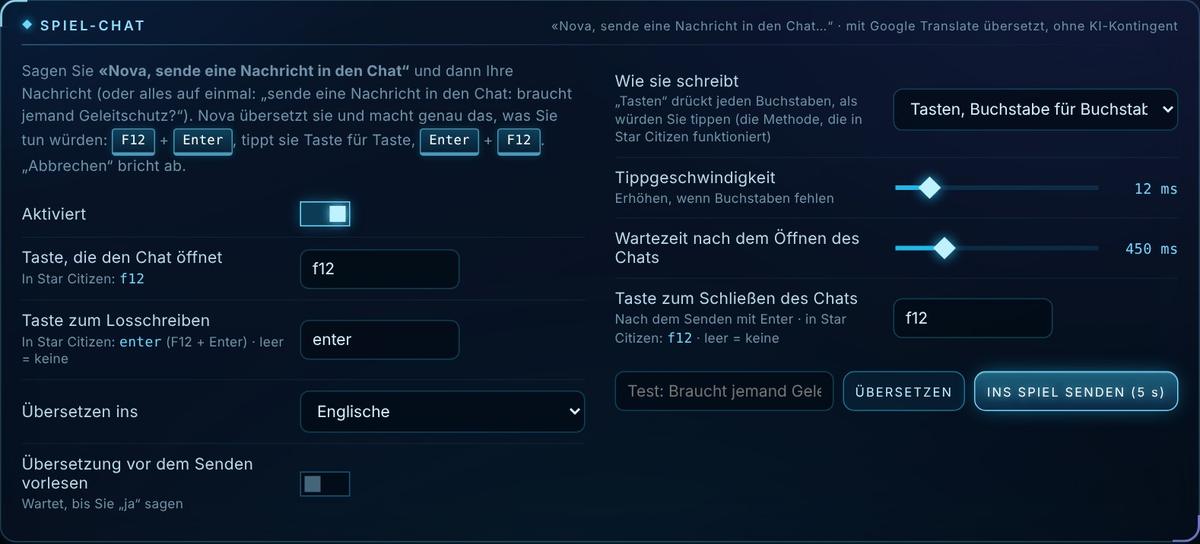 SPIEL-CHAT
«Nova, sende eine Nachricht in den Chat…“ · mit Google Translate übersetzt, ohne KI-Kontingent
Sagen Sie «Nova, sende eine Nachricht in den Chat“ und dann Ihre
Nachricht (oder alles auf einmal: „sende eine Nachricht in den Chat: braucht
jemand Geleitschutz?“). Nova übersetzt sie und macht genau das, was Sie
tun würden: F12 + Enter, tippt sie Taste für Taste, Enter + F12.
„Abbrechen“ bricht ab.
Aktiviert
Taste, die den Chat öffnet
In Star Citizen: f12
f12
Taste zum Losschreiben
In Star Citizen: enter (F12 + Enter) · leer
= keine
enter
Übersetzen ins
Englische
Übersetzung vor dem Senden
vorlesen
Wartet, bis Sie „ja“ sagen
Wie sie schreibt
„Tasten“ drückt jeden Buchstaben, als
würden Sie tippen (die Methode, die in
Star Citizen funktioniert)
Tasten, Buchstabe für Buchstab
Tippgeschwindigkeit
Erhöhen, wenn Buchstaben fehlen
12 ms
Wartezeit nach dem Öffnen des
Chats
450 ms
Taste zum Schließen des Chats
Nach dem Senden mit Enter · in Star
Citizen: f12 · leer = keine
f12
Test: Braucht jemand Gele
ÜBERSETZEN
INS SPIEL SENDEN (5 s)